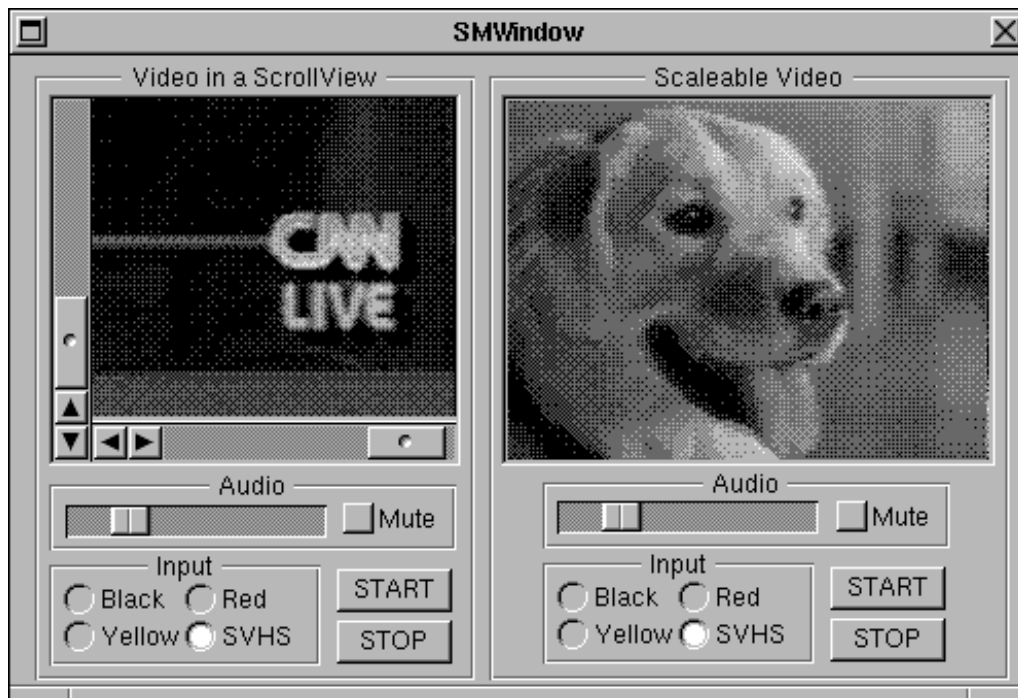 SMWindow
Video in a ScrollView
CNN
LIVE
Audio
Mute
Input
Black
Red
Yellow
SVHS
START
STOP
Scaleable Video
Audio
Mute
Input
Black
Red
Yellow
SVHS
START
STOP